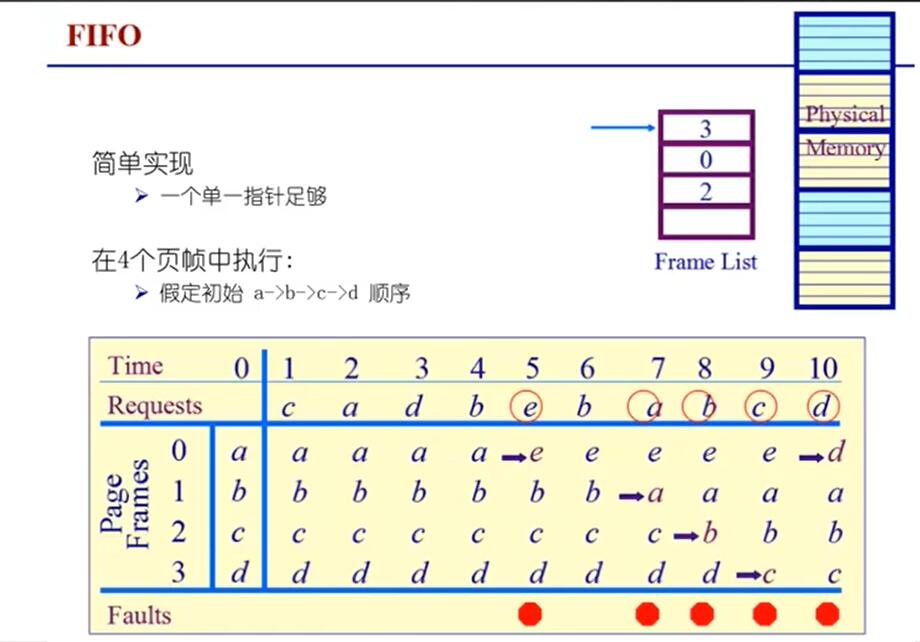 FIFO
简单实现
一个单一指针足够
在4个页帧中执行:
假定初始 a->b->c->d 顺序
3
0
2
Frame List
Physical
Memory
Time 0 1 2 3 4 5 6 7 8 9 10
Requests c a d b e b a b c d
Page Frames
0 a a a a a e e e e e d
1 b b b b b b b a a a a
2 c c c c c c c c b b b
3 d d d d d d d d d c c
Faults